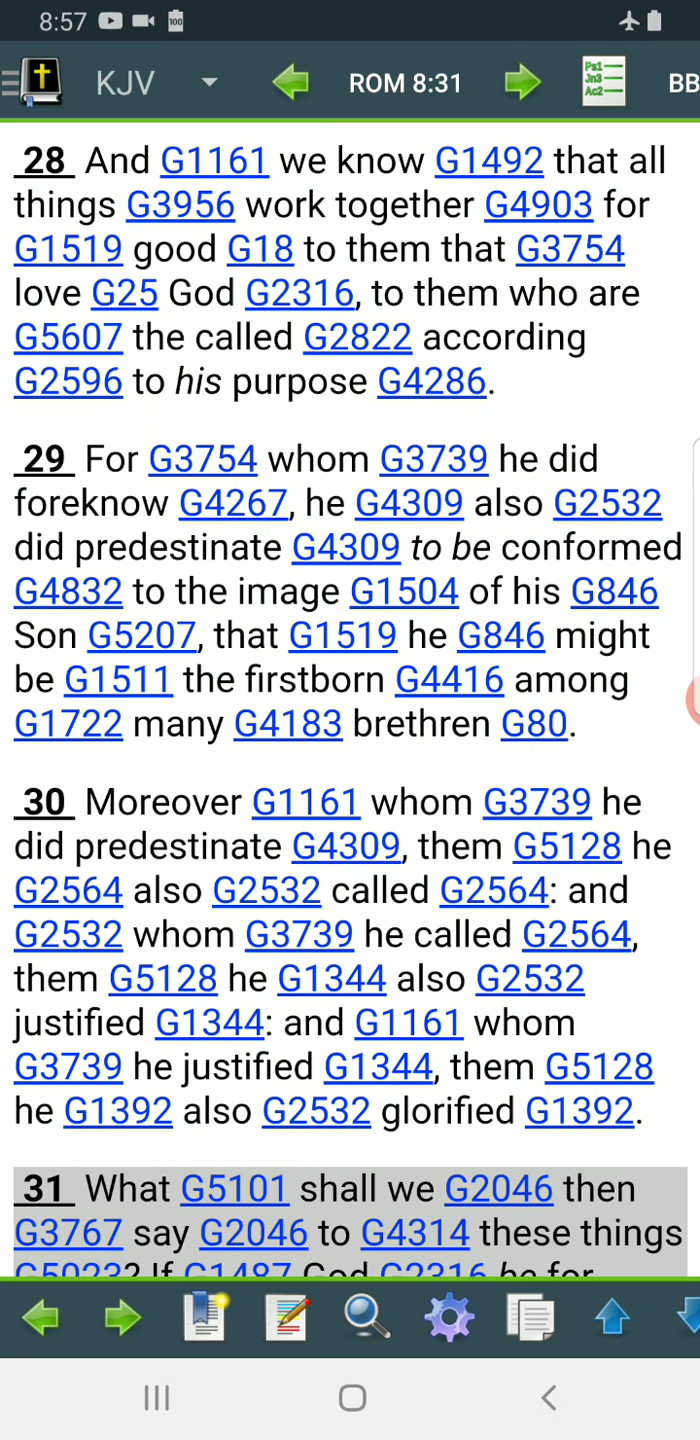 8:57 100
KJV ROM 8:31 Ps1 Jn3 Ac2 BB
28 And G1161 we know G1492 that all
things G3956 work together G4903 for
G1519 good G18 to them that G3754
love G25 God G2316, to them who are
G5607 the called G2822 according
G2596 to his purpose G4286.
29 For G3754 whom G3739 he did
foreknow G4267, he G4309 also G2532
did predestinate G4309 to be conformed
G4832 to the image G1504 of his G846
Son G5207, that G1519 he G846 might
be G1511 the firstborn G4416 among
G1722 many G4183 brethren G80.
30 Moreover G1161 whom G3739 he
did predestinate G4309, them G5128 he
G2564 also G2532 called G2564: and
G2532 whom G3739 he called G2564,
them G5128 he G1344 also G2532
justified G1344: and G1161 whom
G3739 he justified G1344, them G5128
he G1392 also G2532 glorified G1392.
31 What G5101 shall we G2046 then
G3767 say G2046 to G4314 these things
G5023? If G1487 God G2316 be for